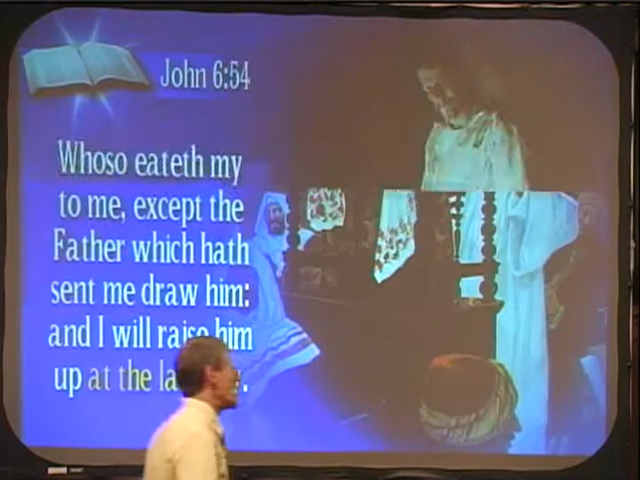 John 6:54
Whoso eateth my
to me, except the
Father which hath
sent me draw him:
and I will raise him
up at the la